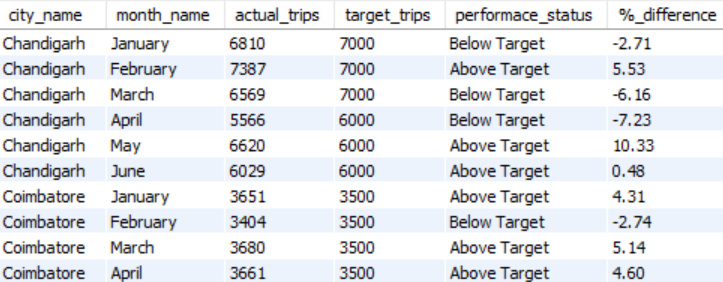 city_name month_name actual_trips target_trips performace_status %_difference
Chandigarh January 6810 7000 Below Target -2.71
Chandigarh February 7387 7000 Above Target 5.53
Chandigarh March 6569 7000 Below Target -6.16
Chandigarh April 5566 6000 Below Target -7.23
Chandigarh May 6620 6000 Above Target 10.33
Chandigarh June 6029 6000 Above Target 0.48
Coimbatore January 3651 3500 Above Target 4.31
Coimbatore February 3404 3500 Below Target -2.74
Coimbatore March 3680 3500 Above Target 5.14
Coimbatore April 3661 3500 Above Target 4.60